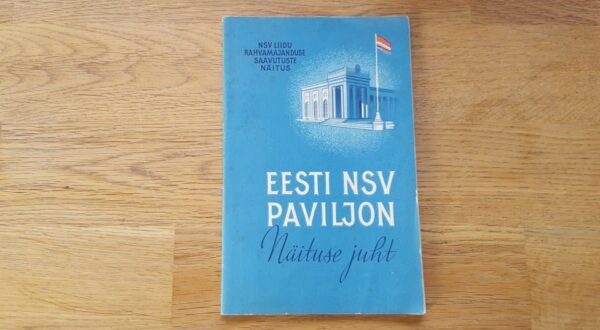 NSV LIIDU
RAHVAMAJANDUSE
SAAVUTUSTE
NÄITUS
EESTI NSV
PAVILJON
Näituse juht